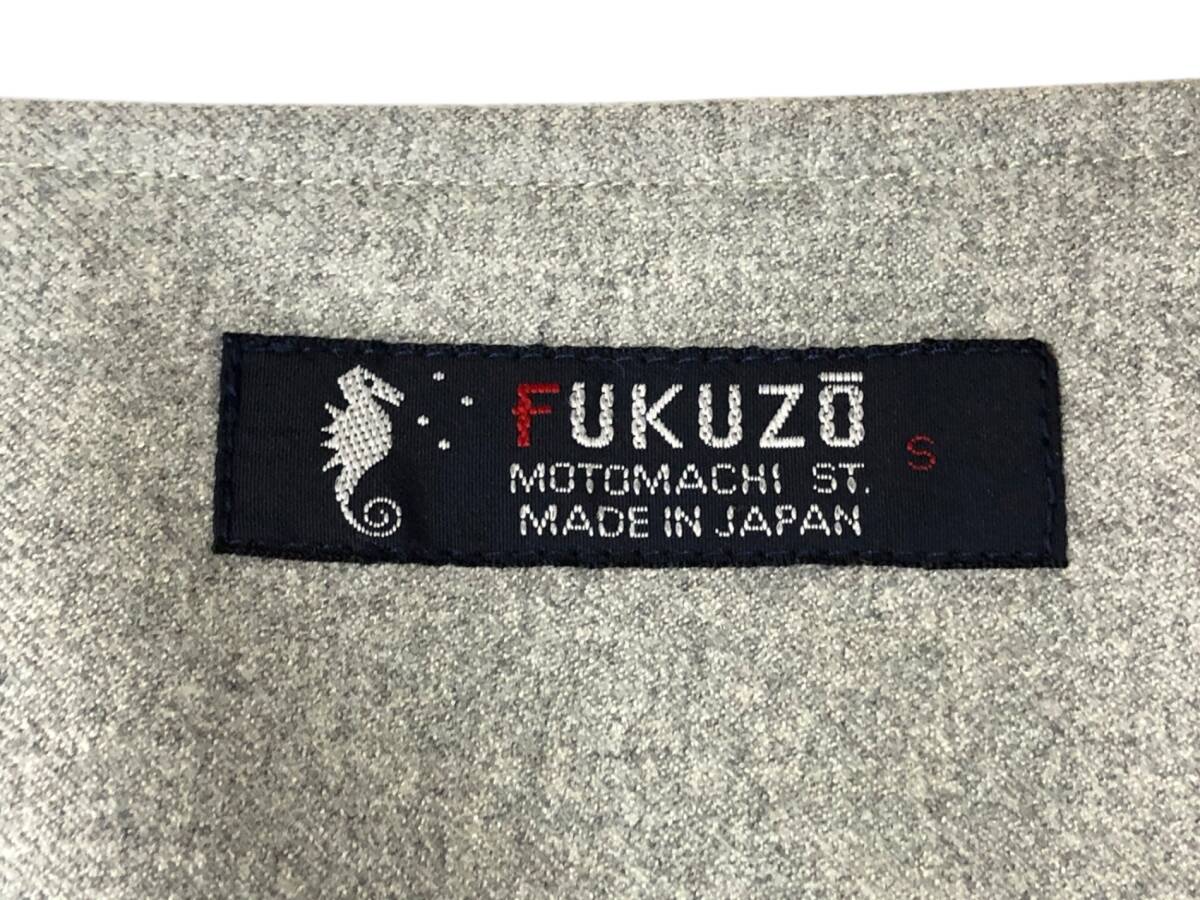 FUKUZŌ
S
MOTOMACHI ST.
MADE IN JAPAN